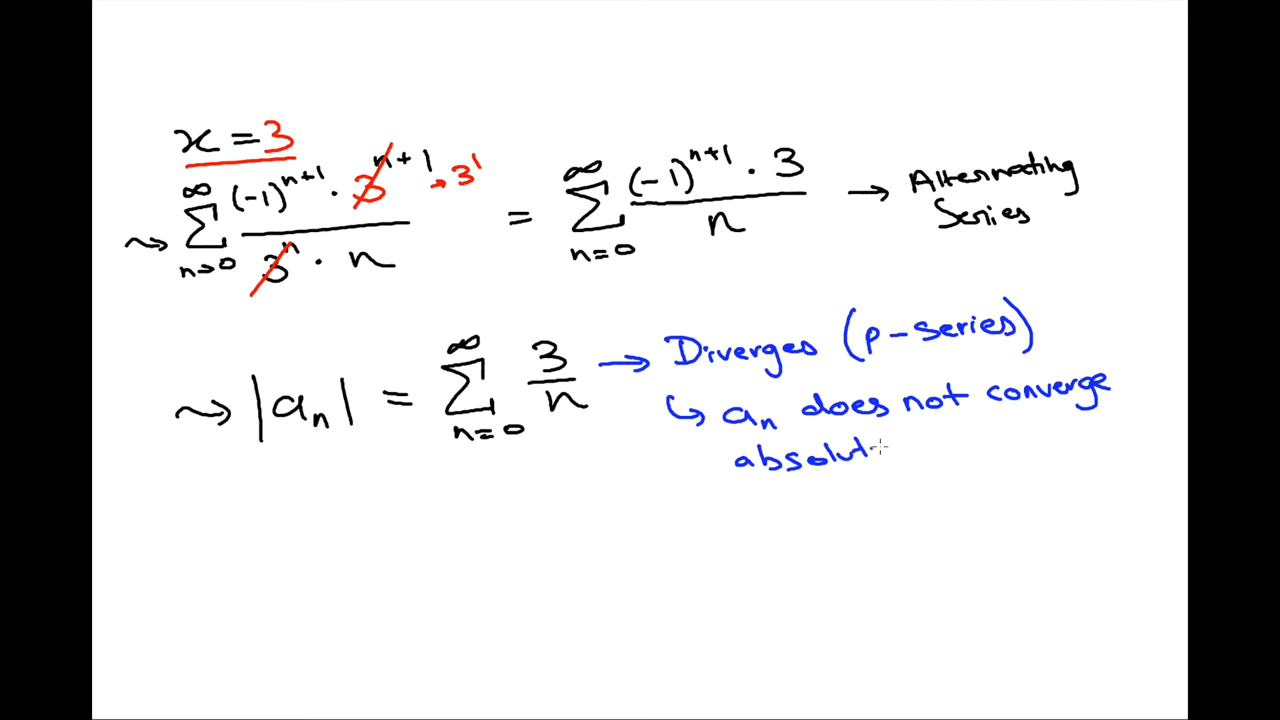 x = 3
∑_{n→0}^{∞} (-1)^{n+1} · 3^{n+1} → 3^1 / 3^n · n = ∑_{n=0}^{∞} (-1)^{n+1} · 3 / n → Alternating Series
⇝ |a_n| = ∑_{n=0}^{∞} 3/n → Diverges (p-series)
↳ a_n does not converge
absolut